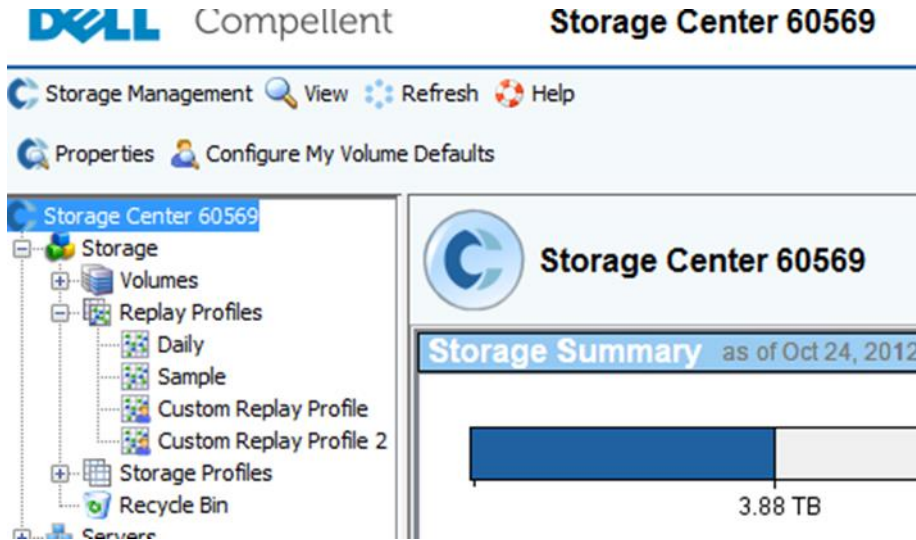 DELL Compellent Storage Center 60569
Storage Management View Refresh Help
Properties Configure My Volume Defaults
Storage Center 60569
Storage
Volumes
Replay Profiles
Daily
Sample
Custom Replay Profile
Custom Replay Profile 2
Storage Profiles
Recycle Bin
Servers
Storage Center 60569
Storage Summary as of Oct 24, 2012
3.88 TB